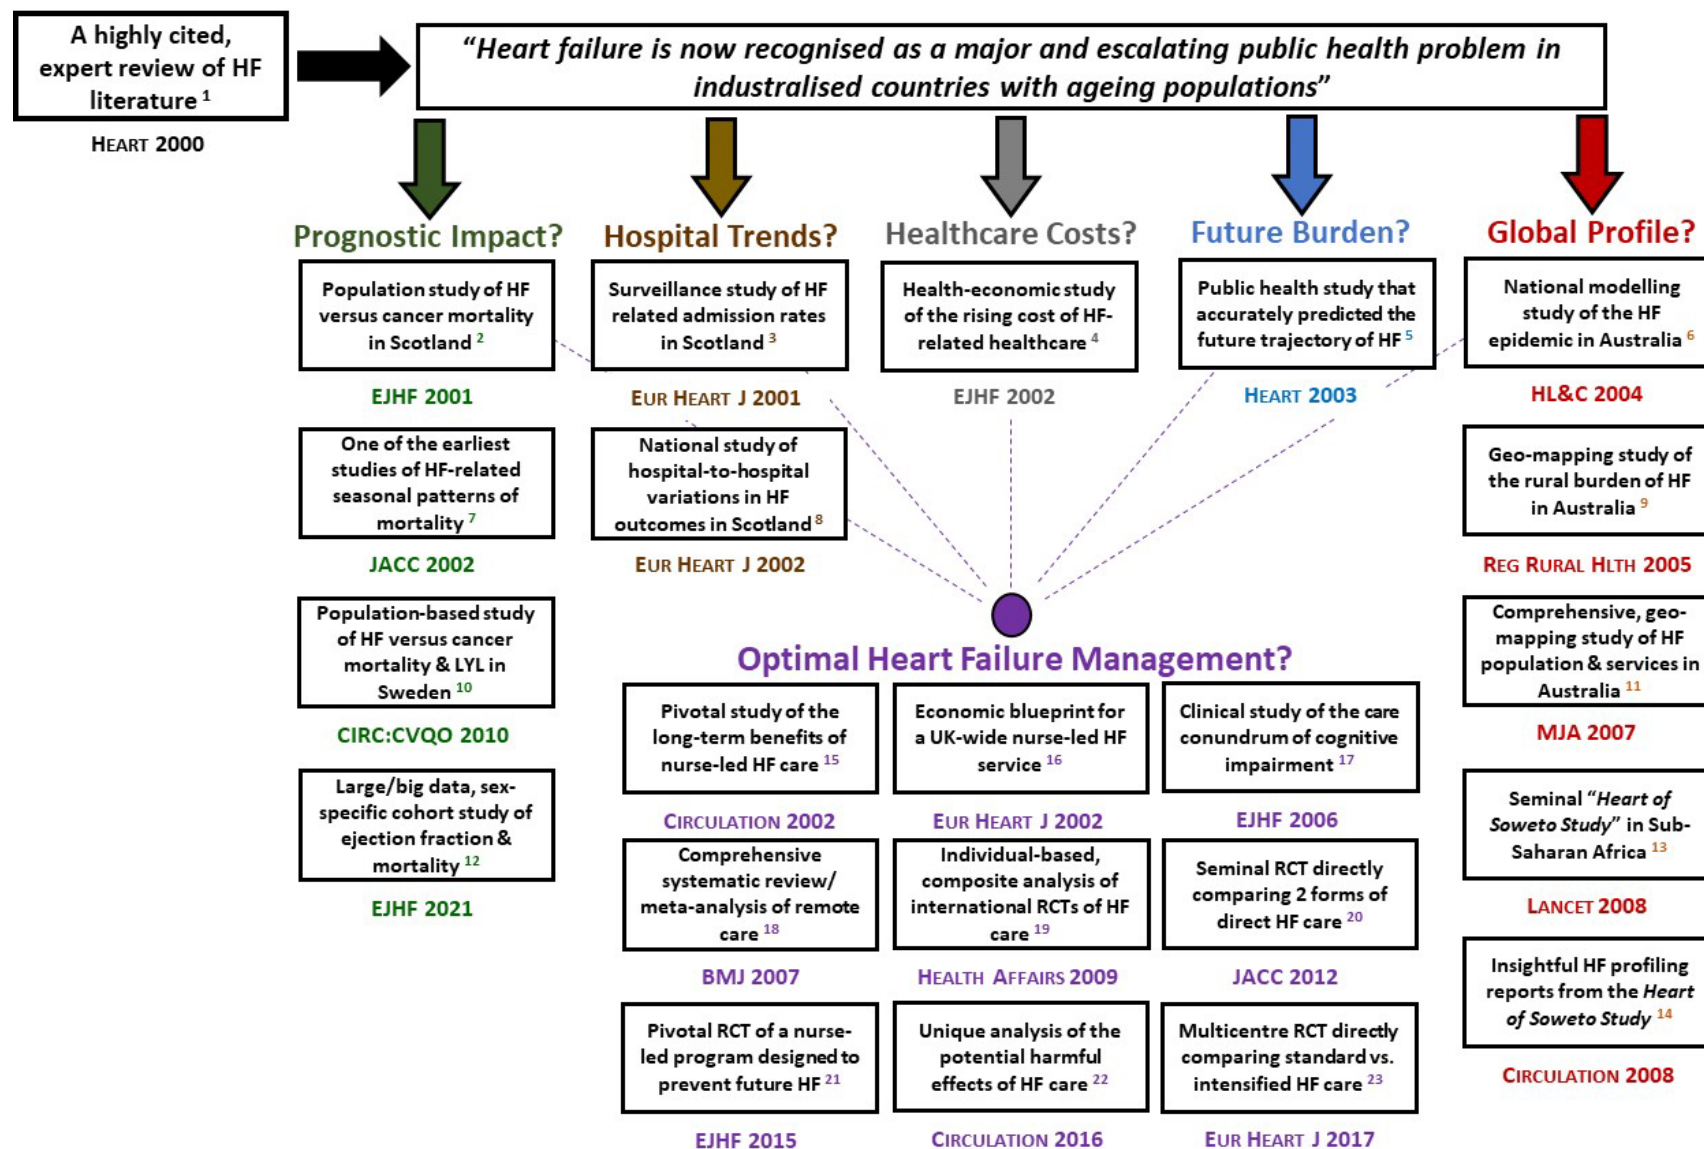 A highly cited,
expert review of HF
literature 1
HEART 2000
“Heart failure is now recognised as a major and escalating public health problem in
industralised countries with ageing populations”
Prognostic Impact?
Population study of HF
versus cancer mortality
in Scotland 2
EJHF 2001
One of the earliest
studies of HF-related
seasonal patterns of
mortality 7
JACC 2002
Population-based study
of HF versus cancer
mortality & LYL in
Sweden 10
CIRC:CVQO 2010
Large/big data, sex-
specific cohort study of
ejection fraction &
mortality 12
EJHF 2021
Hospital Trends?
Surveillance study of HF
related admission rates
in Scotland 3
EUR HEART J 2001
National study of
hospital-to-hospital
variations in HF
outcomes in Scotland 8
EUR HEART J 2002
Healthcare Costs?
Health-economic study
of the rising cost of HF-
related healthcare 4
EJHF 2002
Future Burden?
Public health study that
accurately predicted the
future trajectory of HF 5
HEART 2003
Global Profile?
National modelling
study of the HF
epidemic in Australia 6
HL&C 2004
Geo-mapping study of
the rural burden of HF
in Australia 9
REG RURAL HLTH 2005
Comprehensive, geo-
mapping study of HF
population & services in
Australia 11
MJA 2007
Seminal “Heart of
Soweto Study” in Sub-
Saharan Africa 13
LANCET 2008
Insightful HF profiling
reports from the Heart
of Soweto Study 14
CIRCULATION 2008
Optimal Heart Failure Management?
Pivotal study of the
long-term benefits of
nurse-led HF care 15
CIRCULATION 2002
Economic blueprint for
a UK-wide nurse-led HF
service 16
EUR HEART J 2002
Clinical study of the care
conundrum of cognitive
impairment 17
EJHF 2006
Comprehensive
systematic review/
meta-analysis of remote
care 18
BMJ 2007
Individual-based,
composite analysis of
international RCTs of HF
care 19
HEALTH AFFAIRS 2009
Seminal RCT directly
comparing 2 forms of
direct HF care 20
JACC 2012
Pivotal RCT of a nurse-
led program designed to
prevent future HF 21
EJHF 2015
Unique analysis of the
potential harmful
effects of HF care 22
CIRCULATION 2016
Multicentre RCT directly
comparing standard vs.
intensified HF care 23
EUR HEART J 2017